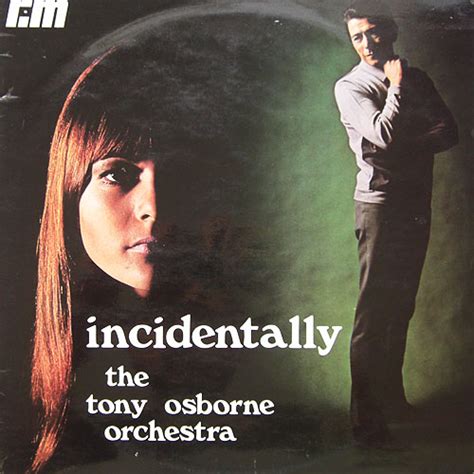 r:m
incidentally
the
tony osborne
orchestra